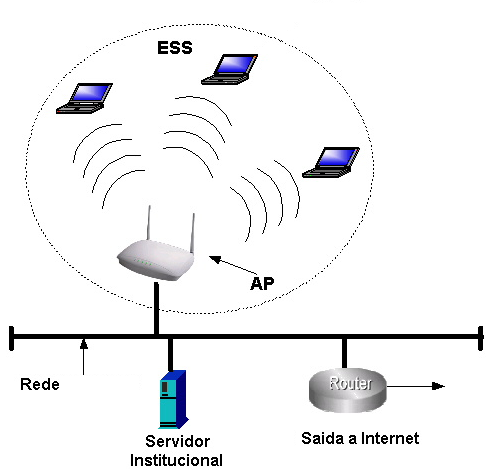 ESS
AP
Rede
Router
Servidor
Institucional
Saida a Internet